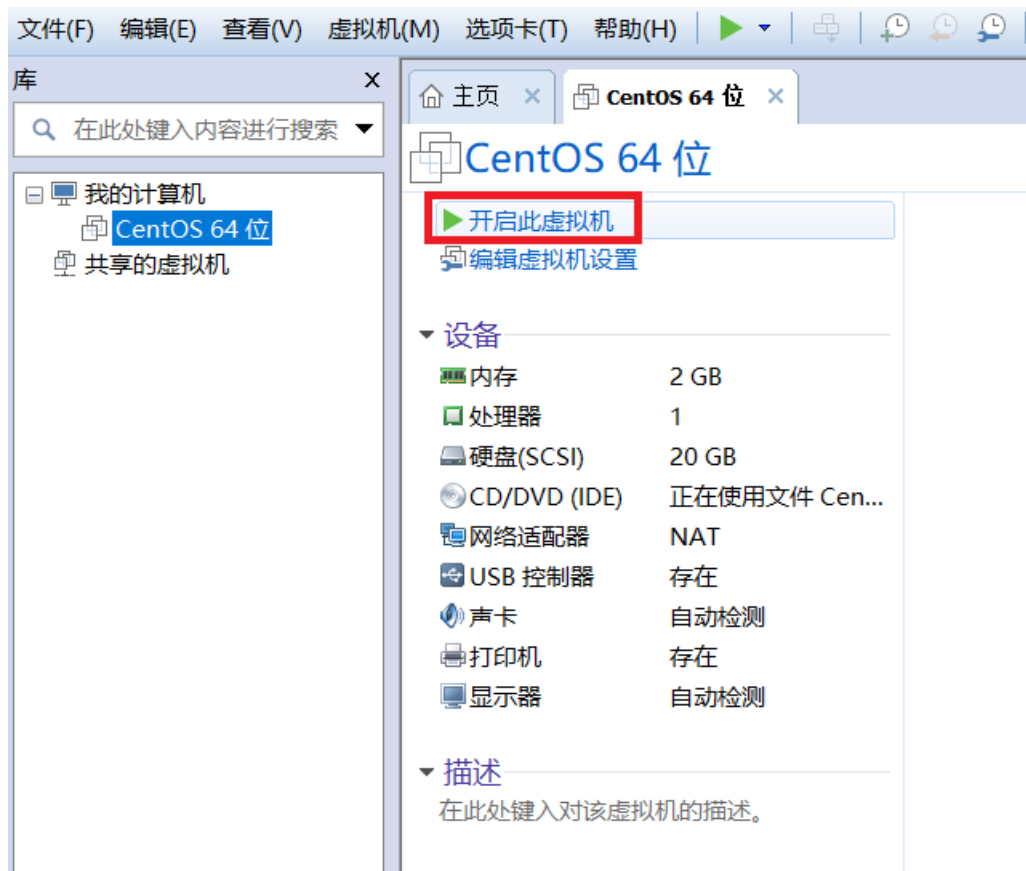 文件(F) 编辑(E) 查看(V) 虚拟机(M) 选项卡(T) 帮助(H)
库 x
在此处键入内容进行搜索
我的计算机
CentOS 64 位
共享的虚拟机
主页 × CentOS 64 位 ×
CentOS 64 位
开启此虚拟机
编辑虚拟机设置
设备
内存 2 GB
处理器 1
硬盘(SCSI) 20 GB
CD/DVD (IDE) 正在使用文件 Cen...
网络适配器 NAT
USB 控制器 存在
声卡 自动检测
打印机 存在
显示器 自动检测
描述
在此处键入对该虚拟机的描述。